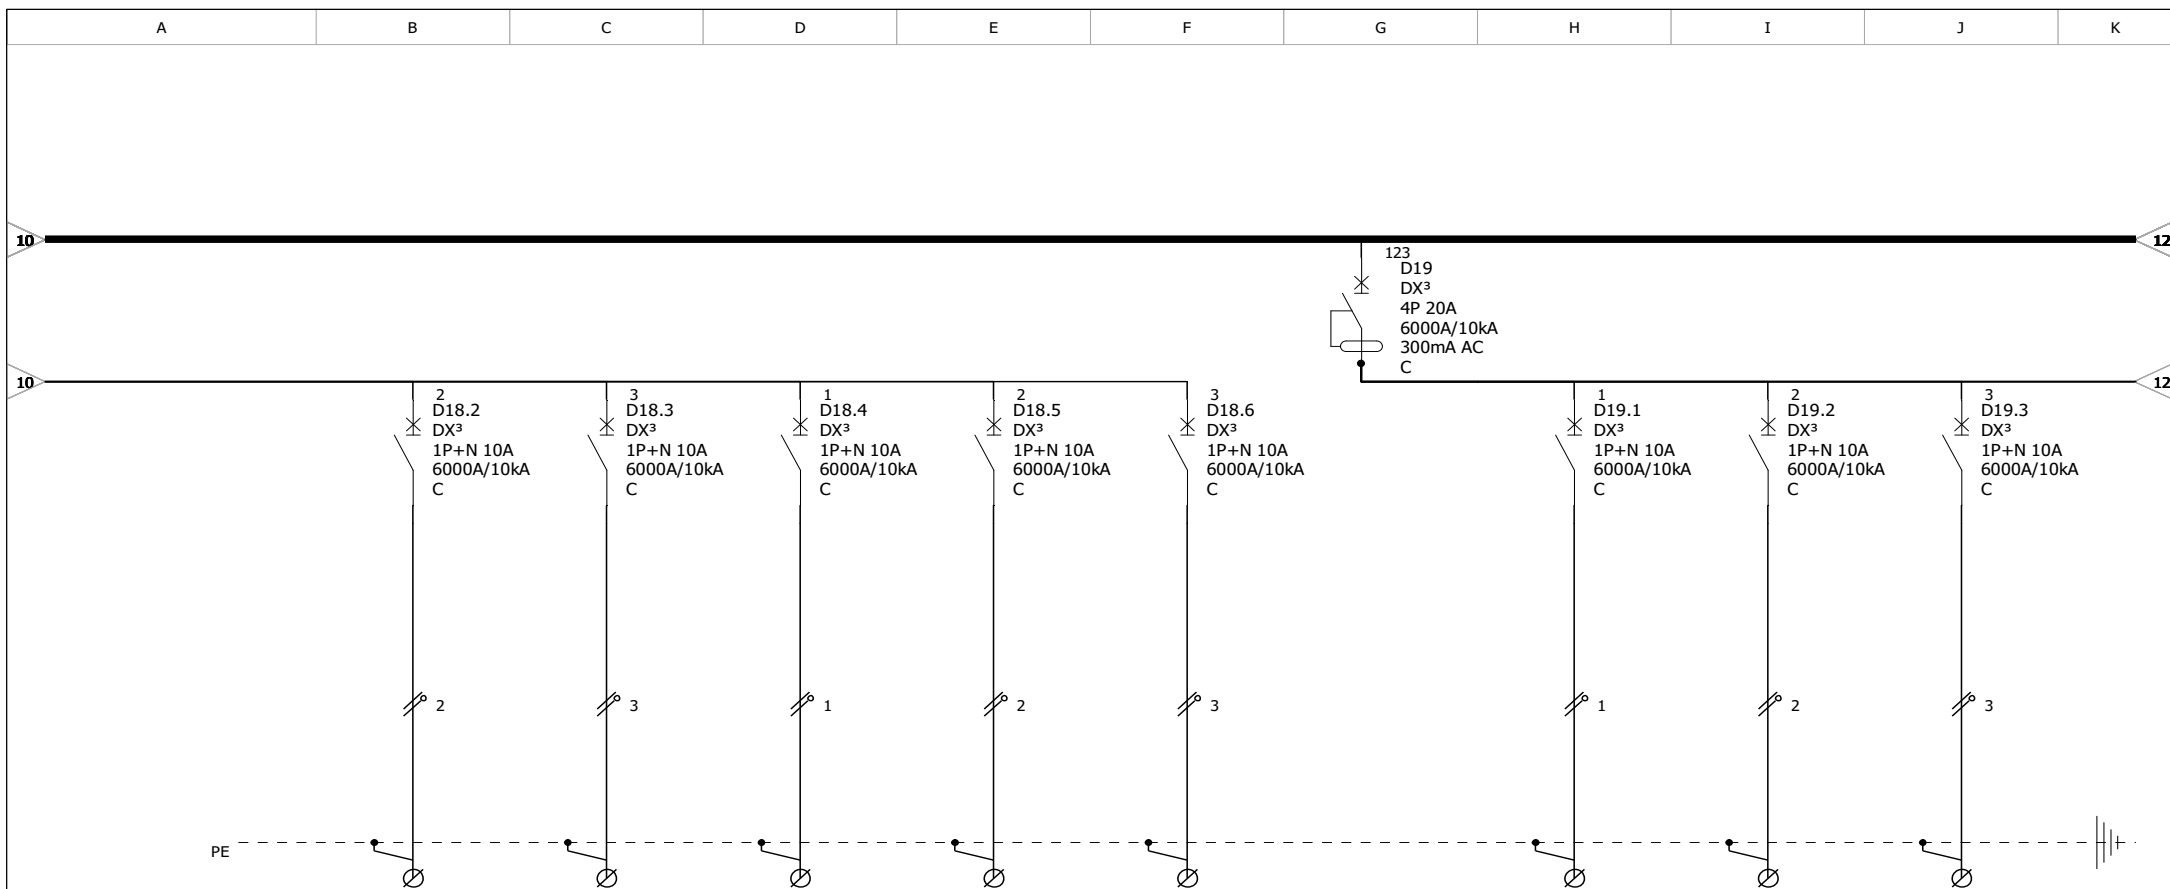 A
B
C
D
E
F
G
H
I
J
K
10
12
123
D19
DX³
4P 20A
6000A/10kA
300mA AC
C
10
12
2
D18.2
DX³
1P+N 10A
6000A/10kA
C
3
D18.3
DX³
1P+N 10A
6000A/10kA
C
1
D18.4
DX³
1P+N 10A
6000A/10kA
C
2
D18.5
DX³
1P+N 10A
6000A/10kA
C
3
D18.6
DX³
1P+N 10A
6000A/10kA
C
1
D19.1
DX³
1P+N 10A
6000A/10kA
C
2
D19.2
DX³
1P+N 10A
6000A/10kA
C
3
D19.3
DX³
1P+N 10A
6000A/10kA
C
2
3
1
2
3
1
2
3
PE